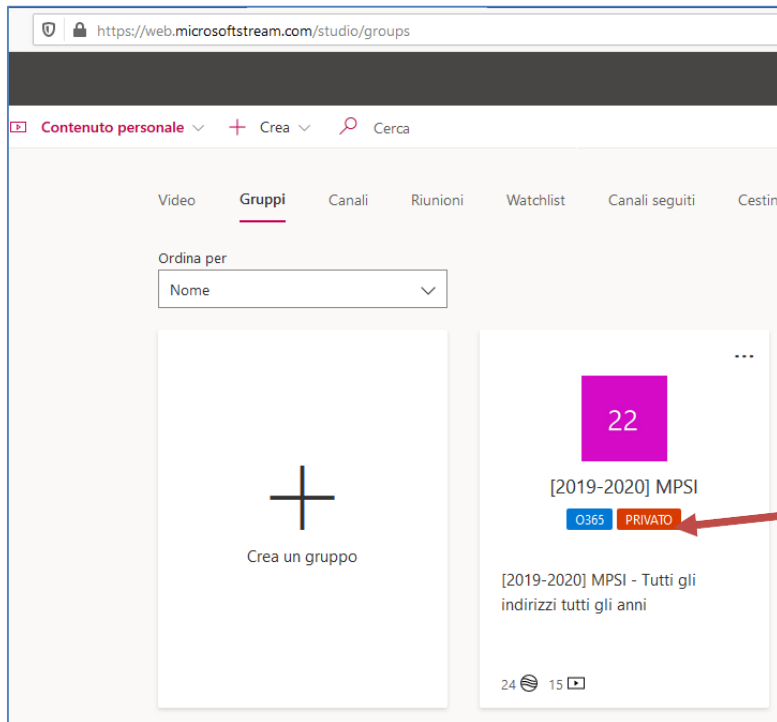 https://web.microsoftstream.com/studio/groups
Contenuto personale Crea Cerca
Video Gruppi Canali Riunioni Watchlist Canali seguiti Cestin
Ordina per
Nome
22
[2019-2020] MPSI
O365 PRIVATO
Crea un gruppo
[2019-2020] MPSI - Tutti gli
indirizzi tutti gli anni
24 15